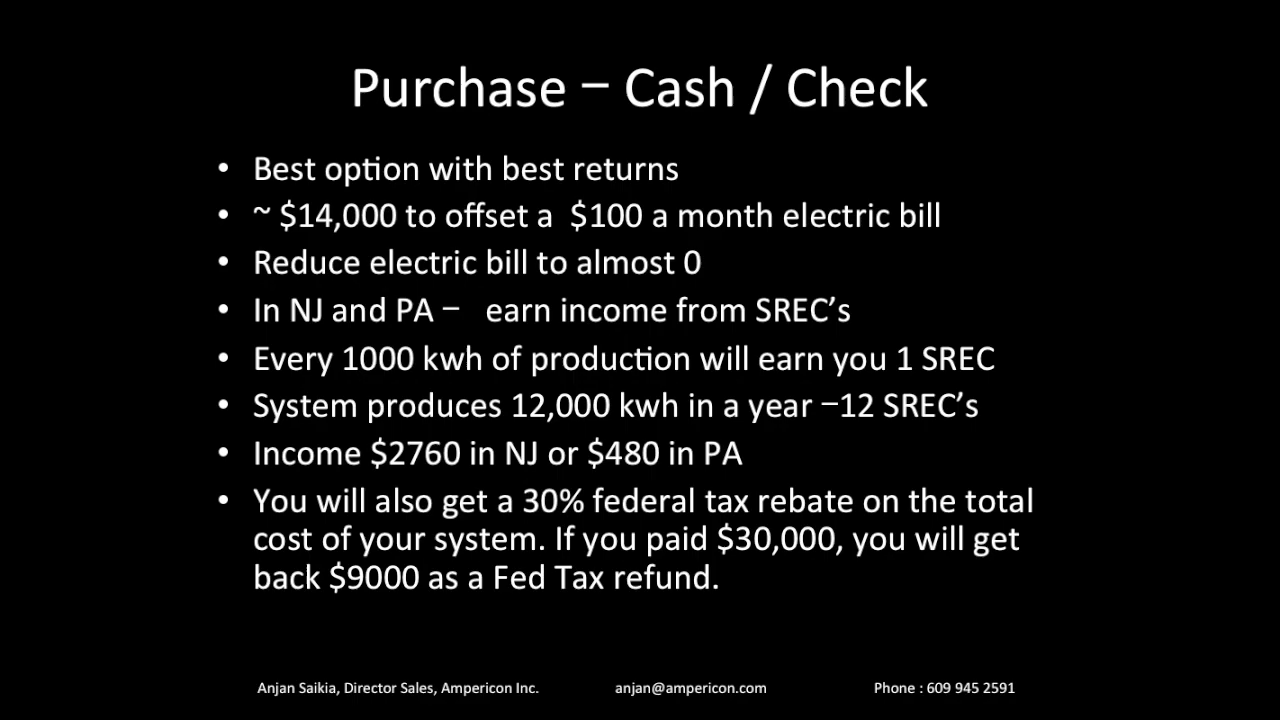 Purchase – Cash / Check
• Best option with best returns
• ~ $14,000 to offset a  $100 a month electric bill
• Reduce electric bill to almost 0
• In NJ and PA –  earn income from SREC’s
• Every 1000 kwh of production will earn you 1 SREC
• System produces 12,000 kwh in a year –12 SREC’s
• Income $2760 in NJ or $480 in PA
• You will also get a 30% federal tax rebate on the total
cost of your system. If you paid $30,000, you will get
back $9000 as a Fed Tax refund.
Anjan Saikia, Director Sales, Ampericon Inc. anjan@ampericon.com Phone : 609 945 2591